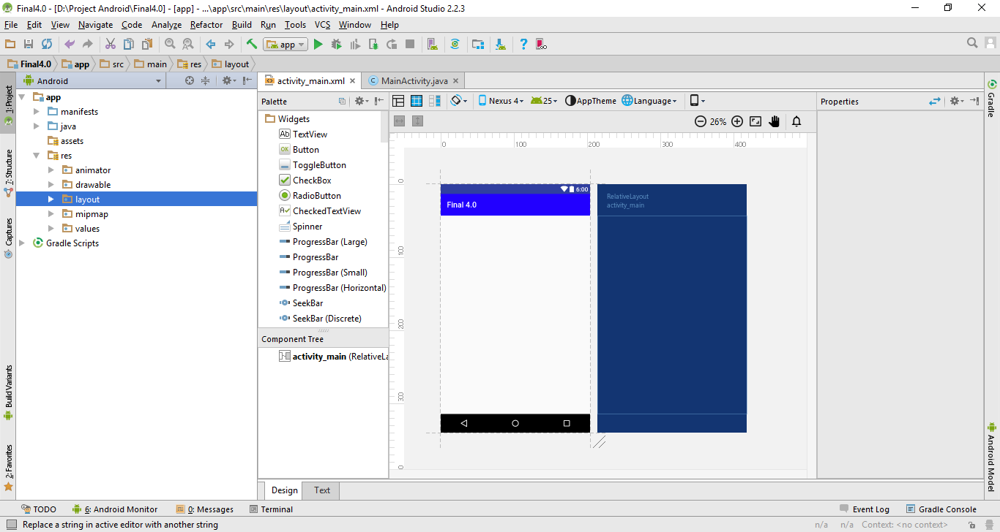 Final4.0 - [D:\Project Android\Final4.0] - [app] - ...\app\src\main\res\layout\activity_main.xml - Android Studio 2.2.3
File Edit View Navigate Code Analyze Refactor Build Run Tools VCS Window Help
app
Final4.0 app src main res layout
1: Project
7: Structure
Captures
Build Variants
2: Favorites
Android
app
manifests
java
assets
res
animator
drawable
layout
mipmap
values
Gradle Scripts
activity_main.xml MainActivity.java
Palette
Widgets
Ab TextView
OK Button
ToggleButton
CheckBox
RadioButton
CheckedTextView
Spinner
ProgressBar (Large)
ProgressBar
ProgressBar (Small)
ProgressBar (Horizontal)
SeekBar
SeekBar (Discrete)
Component Tree
activity_main (RelativeLa
Nexus 4 25 AppTheme Language
26%
0 100 200 300 400
0
100
200
300
0
6:00
Final 4.0
RelativeLayout
activity_main
Design Text
Properties
Gradle
Android Model
TODO 6: Android Monitor 0: Messages Terminal Event Log Gradle Console
Replace a string in active editor with another string n/a n/a Context: <no context>